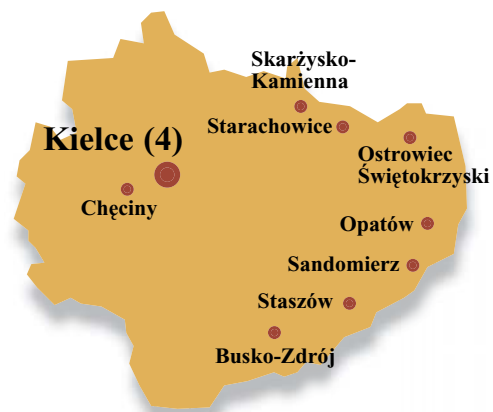 Skarżysko-
Kamienna
Starachowice
Kielce (4)
Ostrowiec
Świętokrzyski
Chęciny
Opatów
Sandomierz
Staszów
Busko-Zdrój